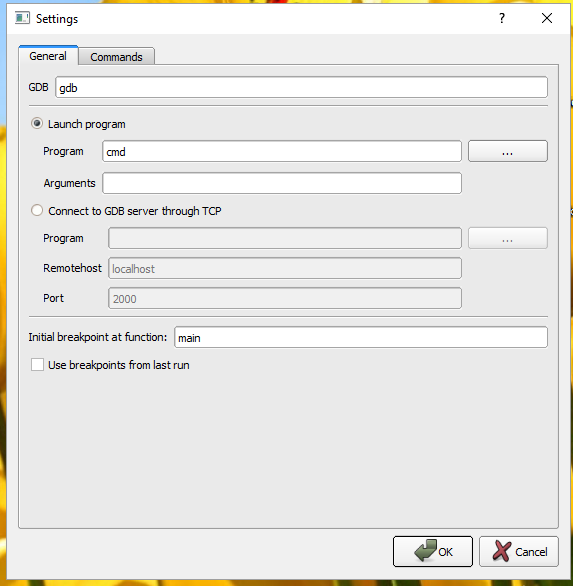 Settings
?
General
Commands
GDB
gdb
Launch program
Program
cmd
...
Arguments
Connect to GDB server through TCP
Program
...
Remotehost
localhost
Port
2000
Initial breakpoint at function:
main
Use breakpoints from last run
OK
Cancel